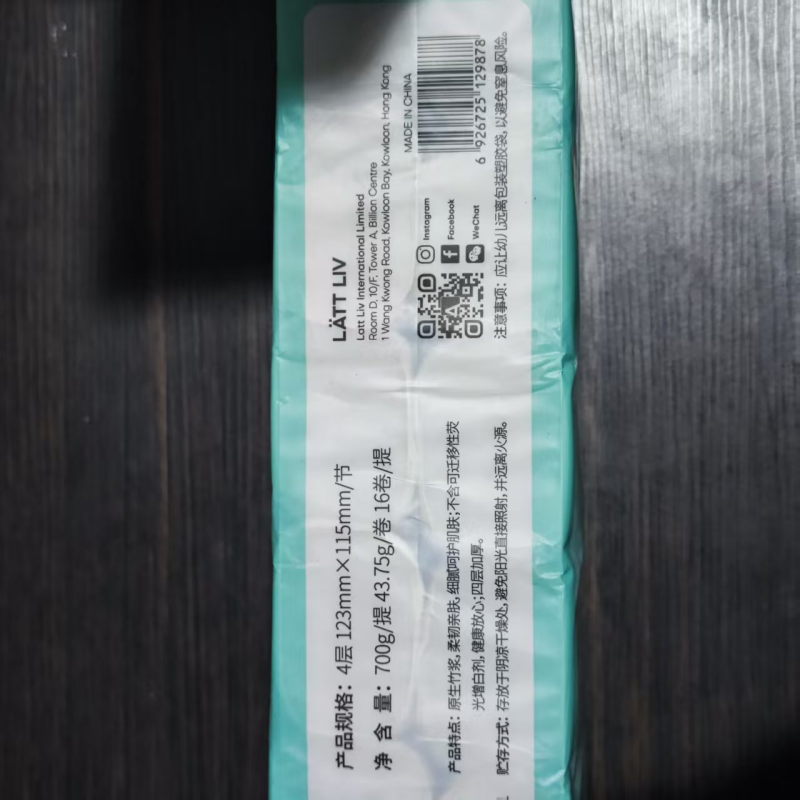 产品规格：4层 123mm×115mm/节
净 含 量：700g/提 43.75g/卷 16卷/提
产品特点：原生竹浆,柔韧亲肤,细腻呵护肌肤;不含可迁移性荧
光增白剂,健康放心;四层加厚。
贮存方式：存放于阴凉干燥处,避免阳光直接照射,并远离火源。
LÄTT LIV
Latt Liv International Limited
Room D, 10/F, Tower A, Billion Centre
1 Wang Kwong Road, Kowloon Bay, Kowloon, Hong Kong
Instagram
Facebook
WeChat
MADE IN CHINA
6 926725 129878
注意事项：应让幼儿远离包装塑胶袋,以避免窒息风险。